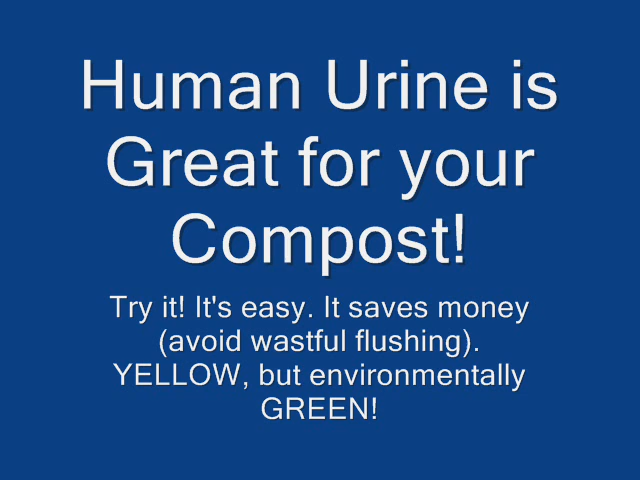 Human Urine is
Great for your
Compost!
Try it! It's easy. It saves money
(avoid wastful flushing).
YELLOW, but environmentally
GREEN!